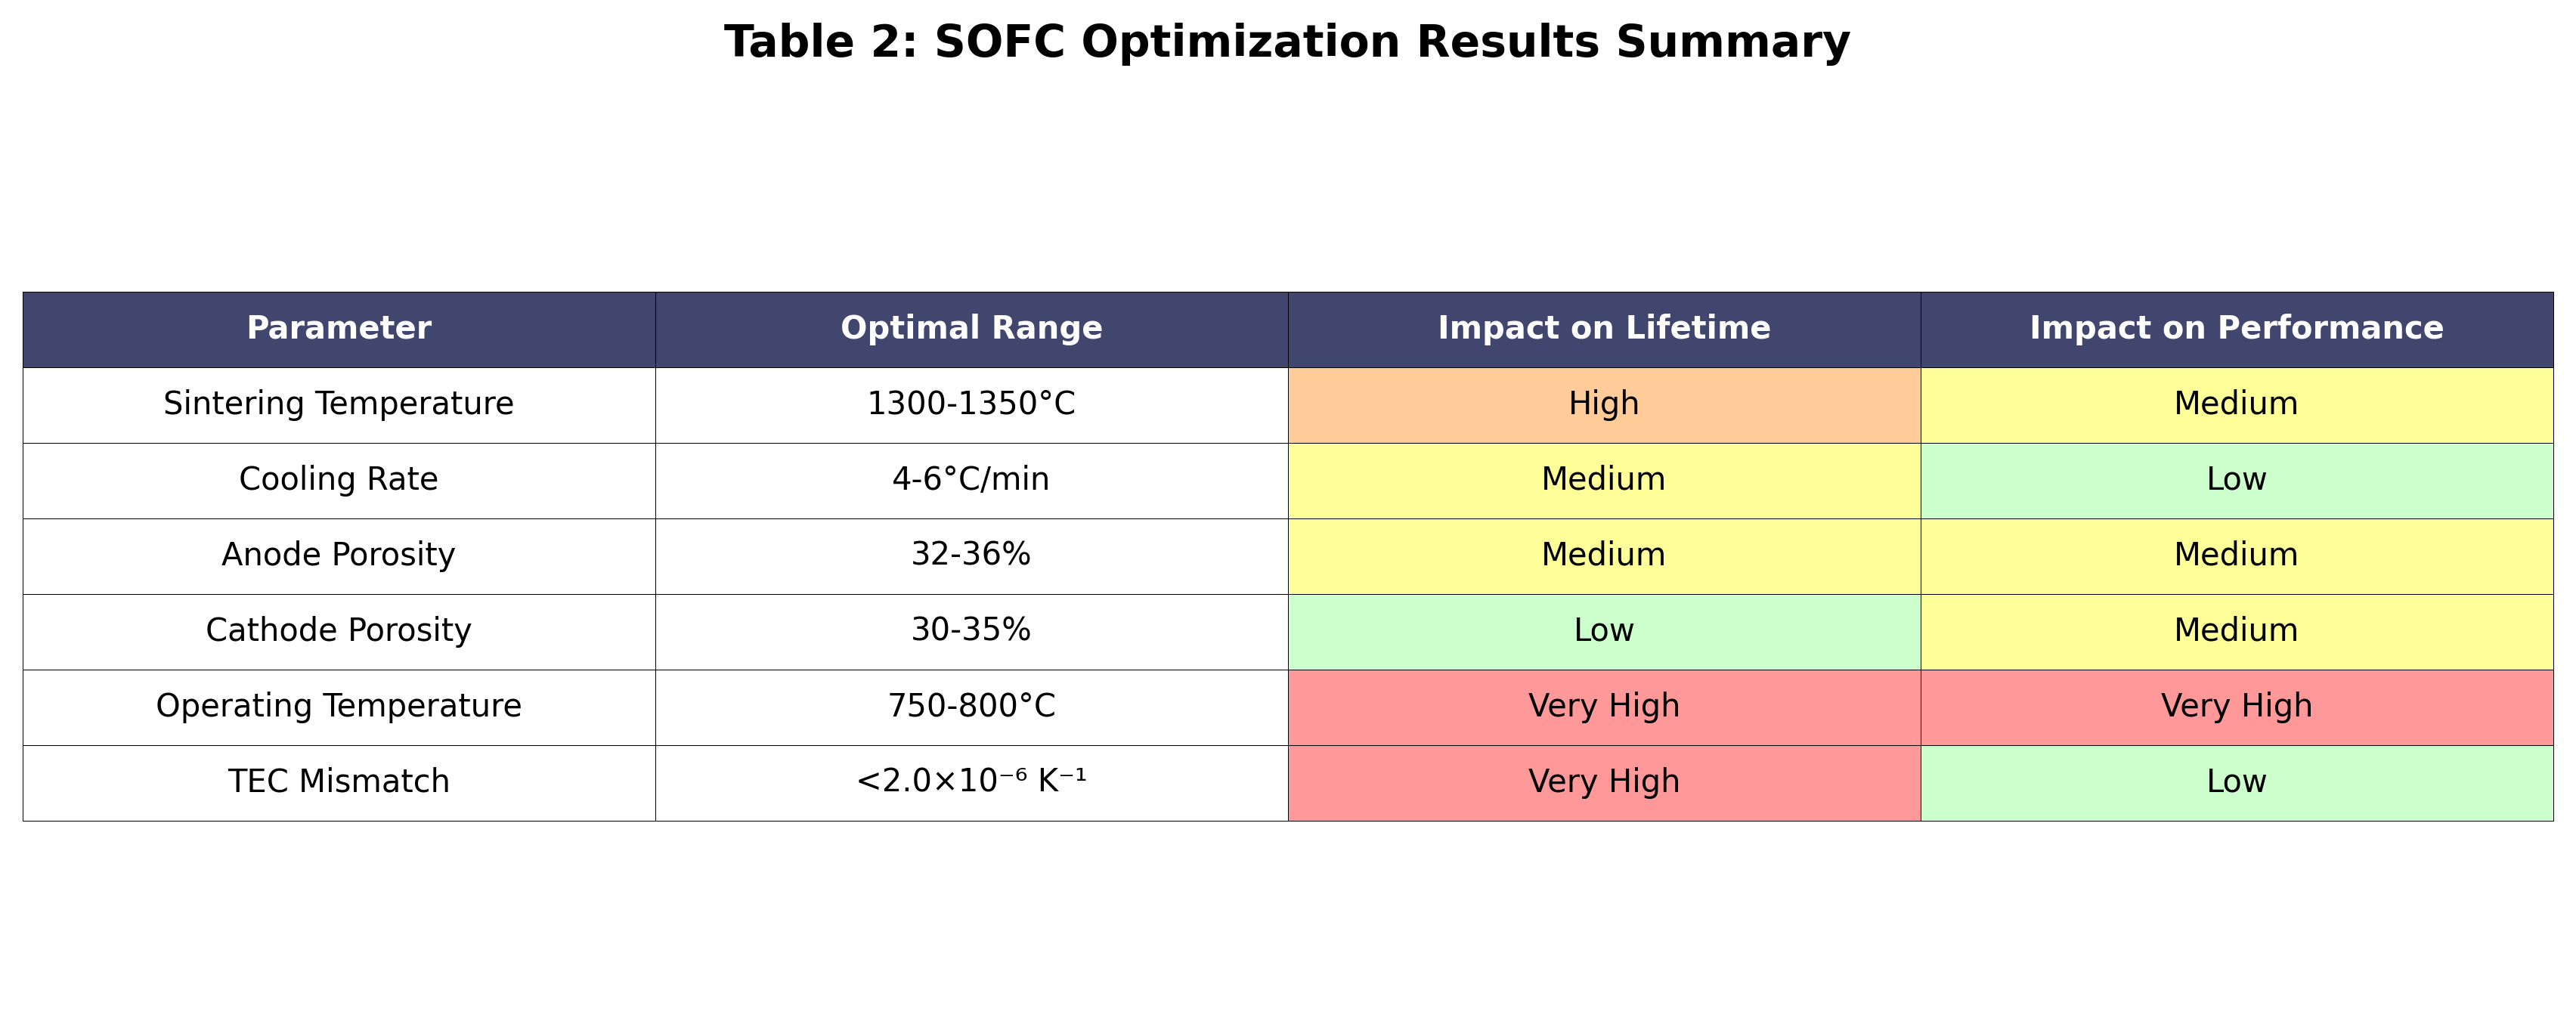 Table 2: SOFC Optimization Results Summary
Parameter Optimal Range Impact on Lifetime Impact on Performance
Sintering Temperature 1300-1350°C High Medium
Cooling Rate 4-6°C/min Medium Low
Anode Porosity 32-36% Medium Medium
Cathode Porosity 30-35% Low Medium
Operating Temperature 750-800°C Very High Very High
TEC Mismatch <2.0×10⁻⁶ K⁻¹ Very High Low